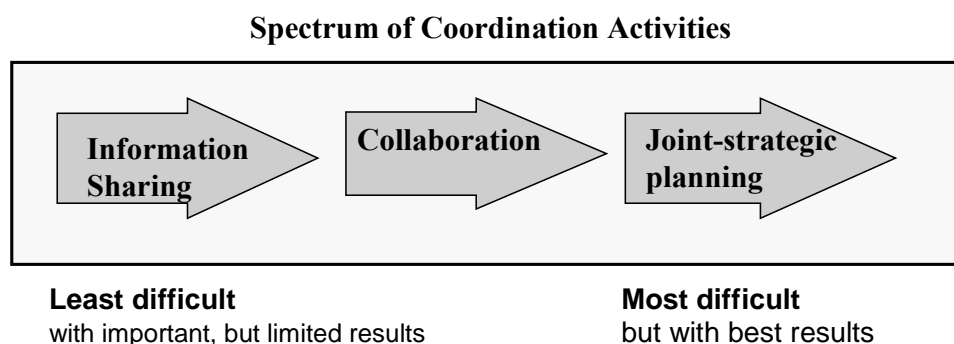 Spectrum of Coordination Activities
Information
Sharing
Collaboration
Joint-strategic
planning
Least difficult
with important, but limited results
Most difficult
but with best results